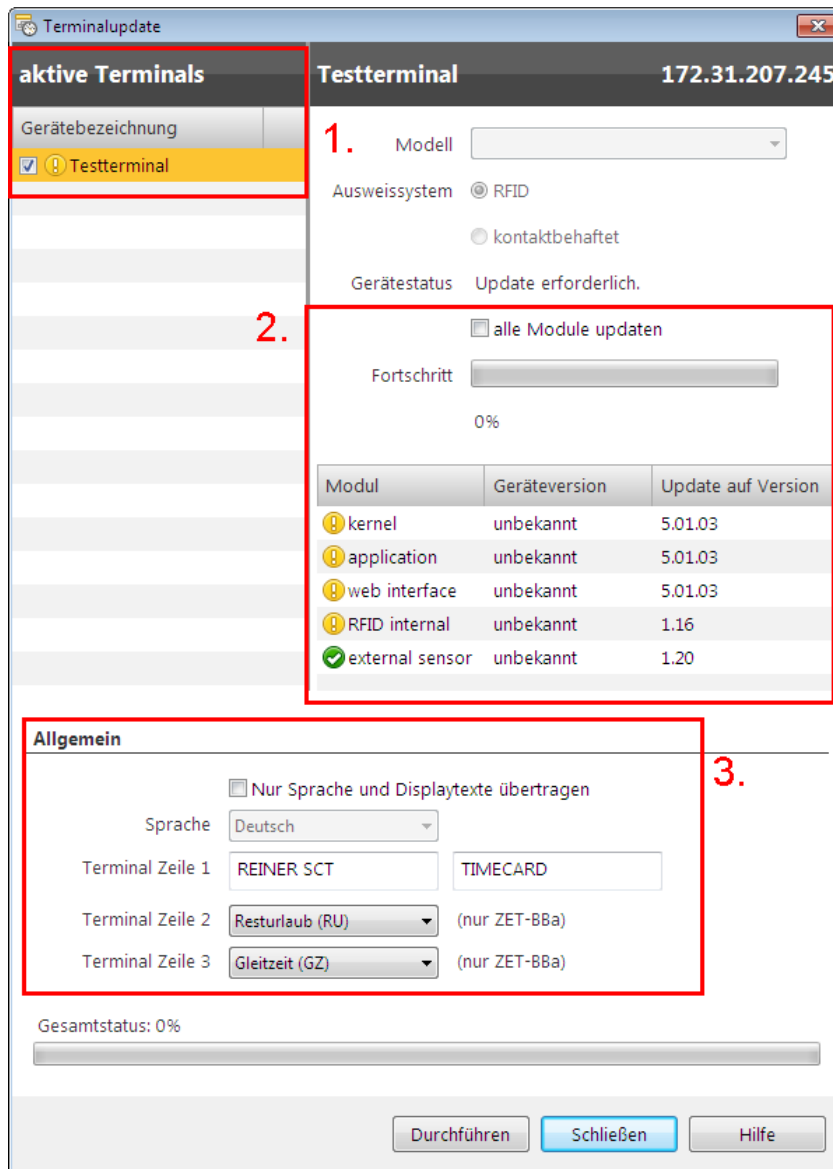 Terminalupdate
aktive Terminals
Testterminal 172.31.207.245
Gerätebezeichnung
Testterminal
1.
Modell
Ausweissystem RFID
kontaktbehaftet
Gerätestatus Update erforderlich.
2.
alle Module updaten
Fortschritt
0%
Modul Geräteversion Update auf Version
kernel unbekannt 5.01.03
application unbekannt 5.01.03
web interface unbekannt 5.01.03
RFID internal unbekannt 1.16
external sensor unbekannt 1.20
Allgemein
3.
Nur Sprache und Displaytexte übertragen
Sprache Deutsch
Terminal Zeile 1 REINER SCT TIMECARD
Terminal Zeile 2 Resturlaub (RU) (nur ZET-BBa)
Terminal Zeile 3 Gleitzeit (GZ) (nur ZET-BBa)
Gesamtstatus: 0%
Durchführen Schließen Hilfe